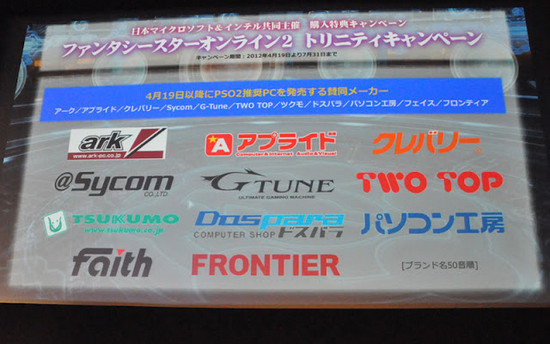 日本マイクロソフト&インテル共同主催 購入特典キャンペーン
ファンタシースターオンライン2 トリニティキャンペーン
キャンペーン期間：2012年4月19日より7月31日まで
4月19日以降にPSO2推奨PCを発売する賛同メーカー
アーク／アプライド／クレバリー／Sycom／G-Tune／TWO TOP／ツクモ／ドスパラ／パソコン工房／フェイス／フロンティア
ark
www.ark-pc.co.jp
アプライド
computer&internet Audio&Visual
クレバリー
@Sycom
CO.,LTD
G TUNE
ULTIMATE GAMING MACHINE
TWO TOP
TSUKUMO
www.tsukumo.co.jp
Dospara
COMPUTER SHOP ドスパラ
パソコン工房
Faith
FRONTIER
[ブランド名50音順]